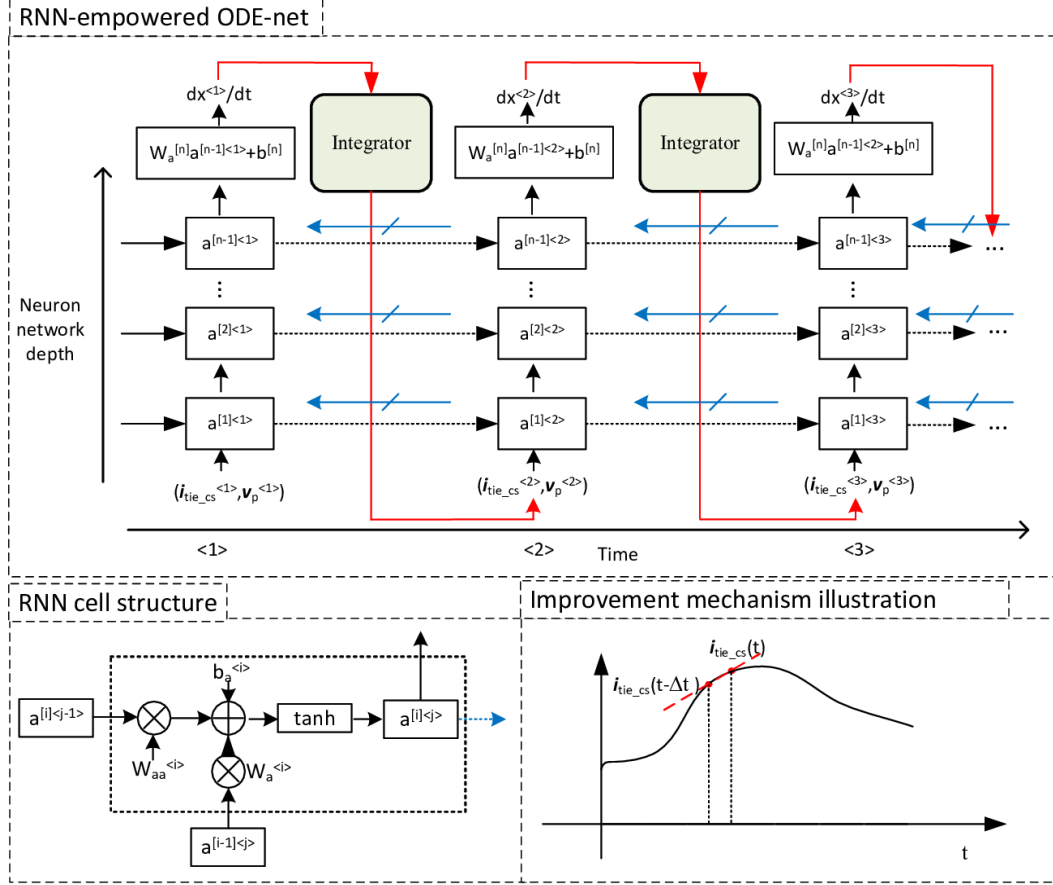 RNN-empowered ODE-net
dx<1>/dt
dx<2>/dt
dx<3>/dt
Integrator
Integrator
Wa[n]a[n-1]<1>+b[n]
Wa[n]a[n-1]<2>+b[n]
Wa[n]a[n-1]<2>+b[n]
a[n-1]<1>
a[n-1]<2>
a[n-1]<3>
...
⋮
⋮
⋮
Neuron
network
depth
a[2]<1>
a[2]<2>
a[2]<3>
...
a[1]<1>
a[1]<2>
a[1]<3>
...
(itie_cs<1>,vp<1>)
(itie_cs<2>,vp<2>)
(itie_cs<3>,vp<3>)
<1>
<2>
Time
<3>
RNN cell structure
ba<i>
a[i]<j-1>
tanh
a[i]<j>
Waa<i>
Wa<i>
a[i-1]<j>
Improvement mechanism illustration
itie_cs(t)
itie_cs(t-Δt)
t